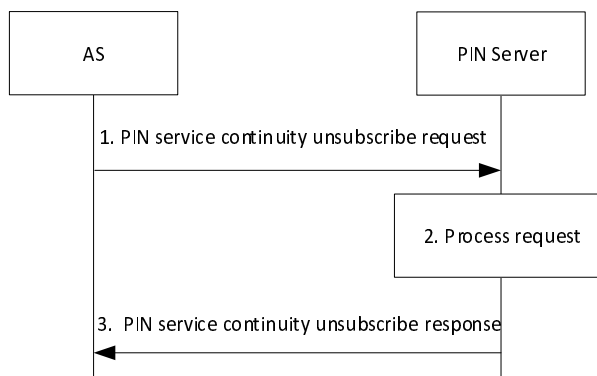 AS
PIN Server
1. PIN service continuity unsubscribe request
2. Process request
3. PIN service continuity unsubscribe response